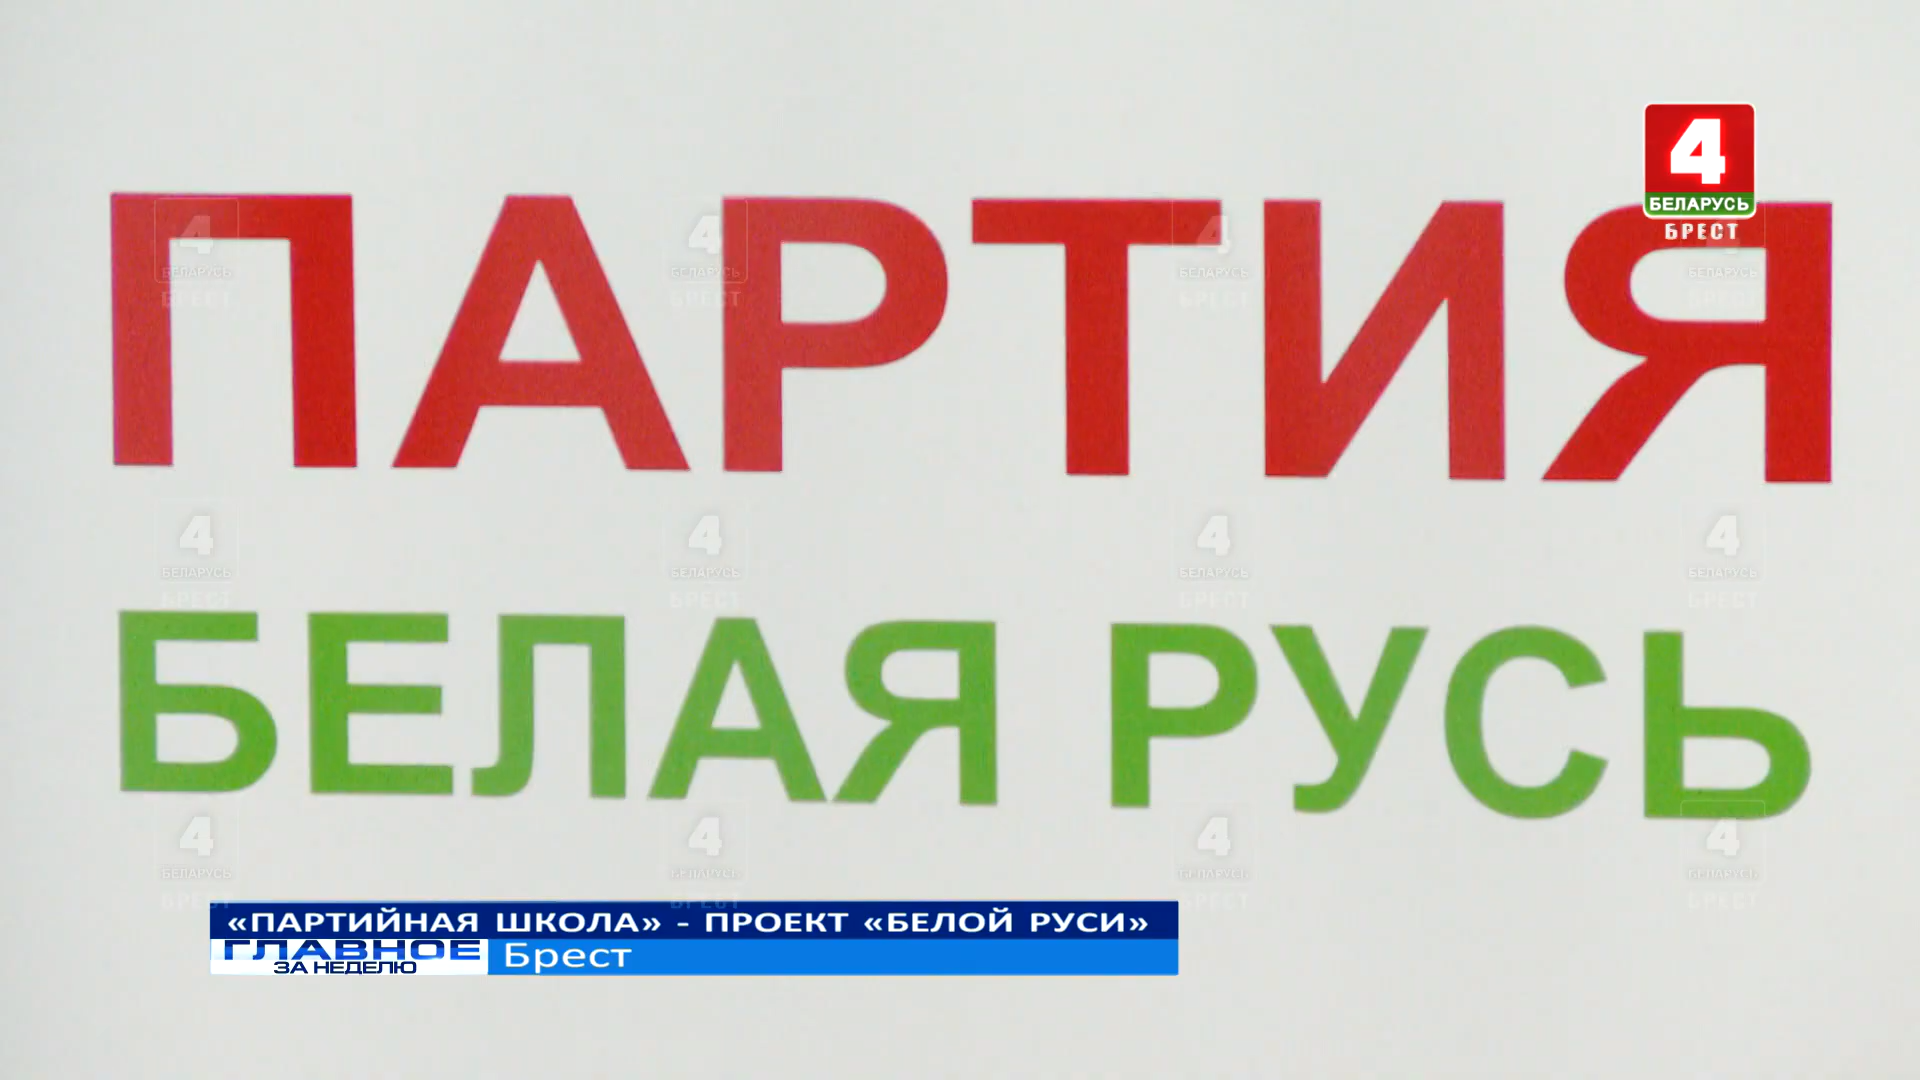 4
БЕЛАРУСЬ
БРЕСТ
ПАРТИЯ
БЕЛАЯ РУСЬ
«ПАРТИЙНАЯ ШКОЛА» - ПРОЕКТ «БЕЛОЙ РУСИ»
ГЛАВНОЕ
ЗА НЕДЕЛЮ
Брест